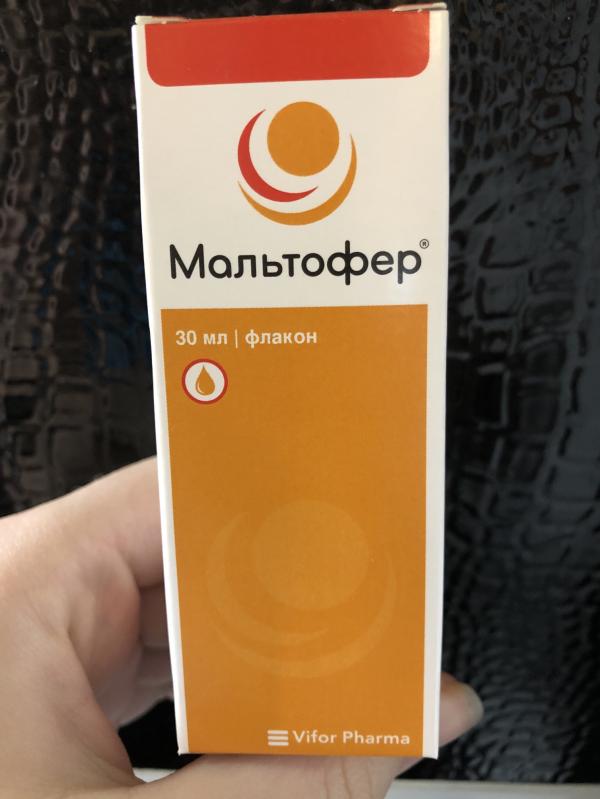 Мальтофер®
30 мл | флакон
Vifor Pharma